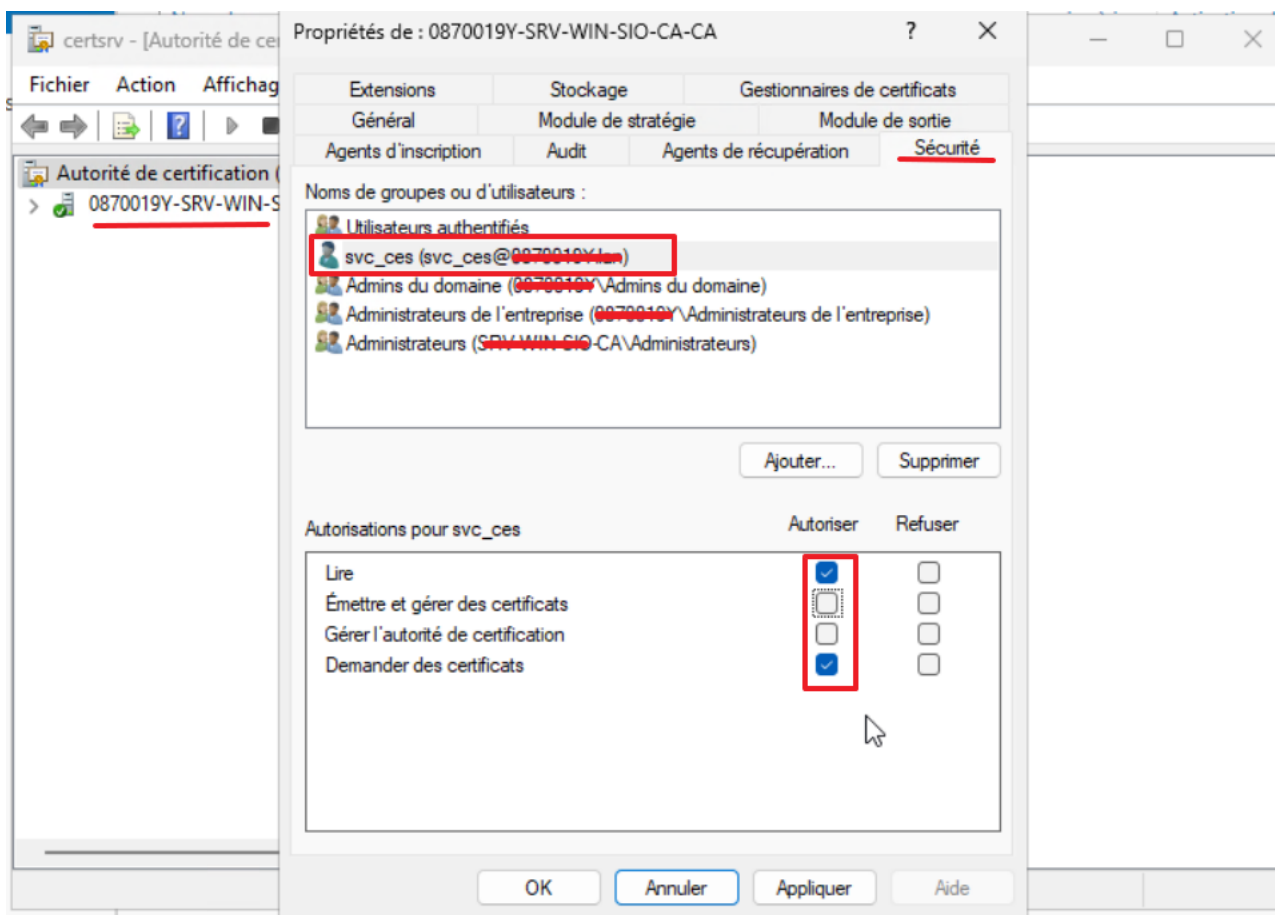 certsrv - [Autorité de cer
Propriétés de : 0870019Y-SRV-WIN-SIO-CA-CA
?
Fichier Action Affichag
Extensions Stockage Gestionnaires de certificats
Général Module de stratégie Module de sortie
Agents d'inscription Audit Agents de récupération Sécurité
Autorité de certification (
0870019Y-SRV-WIN-S
Noms de groupes ou d'utilisateurs :
Utilisateurs authentifiés
svc_ces (svc_ces@)
Admins du domaine (\Admins du domaine)
Administrateurs de l'entreprise (\Administrateurs de l'entreprise)
Administrateurs (-CA\Administrateurs)
Ajouter... Supprimer
Autorisations pour svc_ces Autoriser Refuser
Lire
Émettre et gérer des certificats
Gérer l'autorité de certification
Demander des certificats
OK Annuler Appliquer Aide